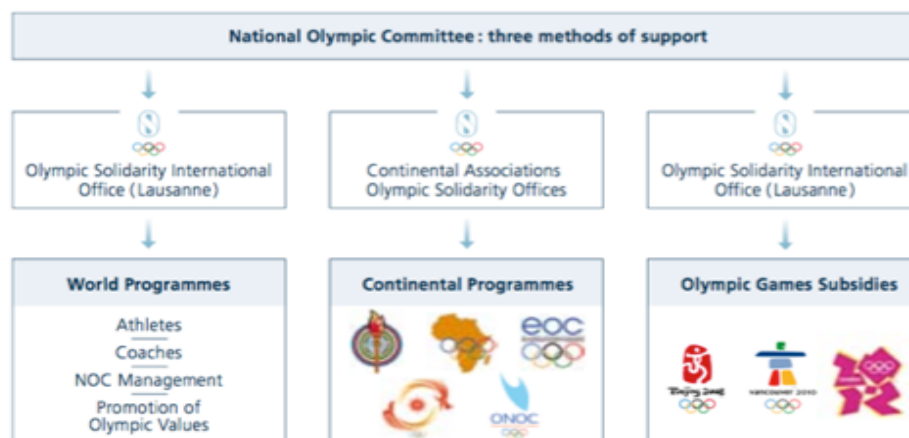 National Olympic Committee : three methods of support
Olympic Solidarity International
Office (Lausanne)
Continental Associations
Olympic Solidarity Offices
Olympic Solidarity International
Office (Lausanne)
World Programmes
Athletes
Coaches
NOC Management
Promotion of
Olympic Values
Continental Programmes
eoc
ONOC
Olympic Games Subsidies
Beijing 2008
vancouver 2010